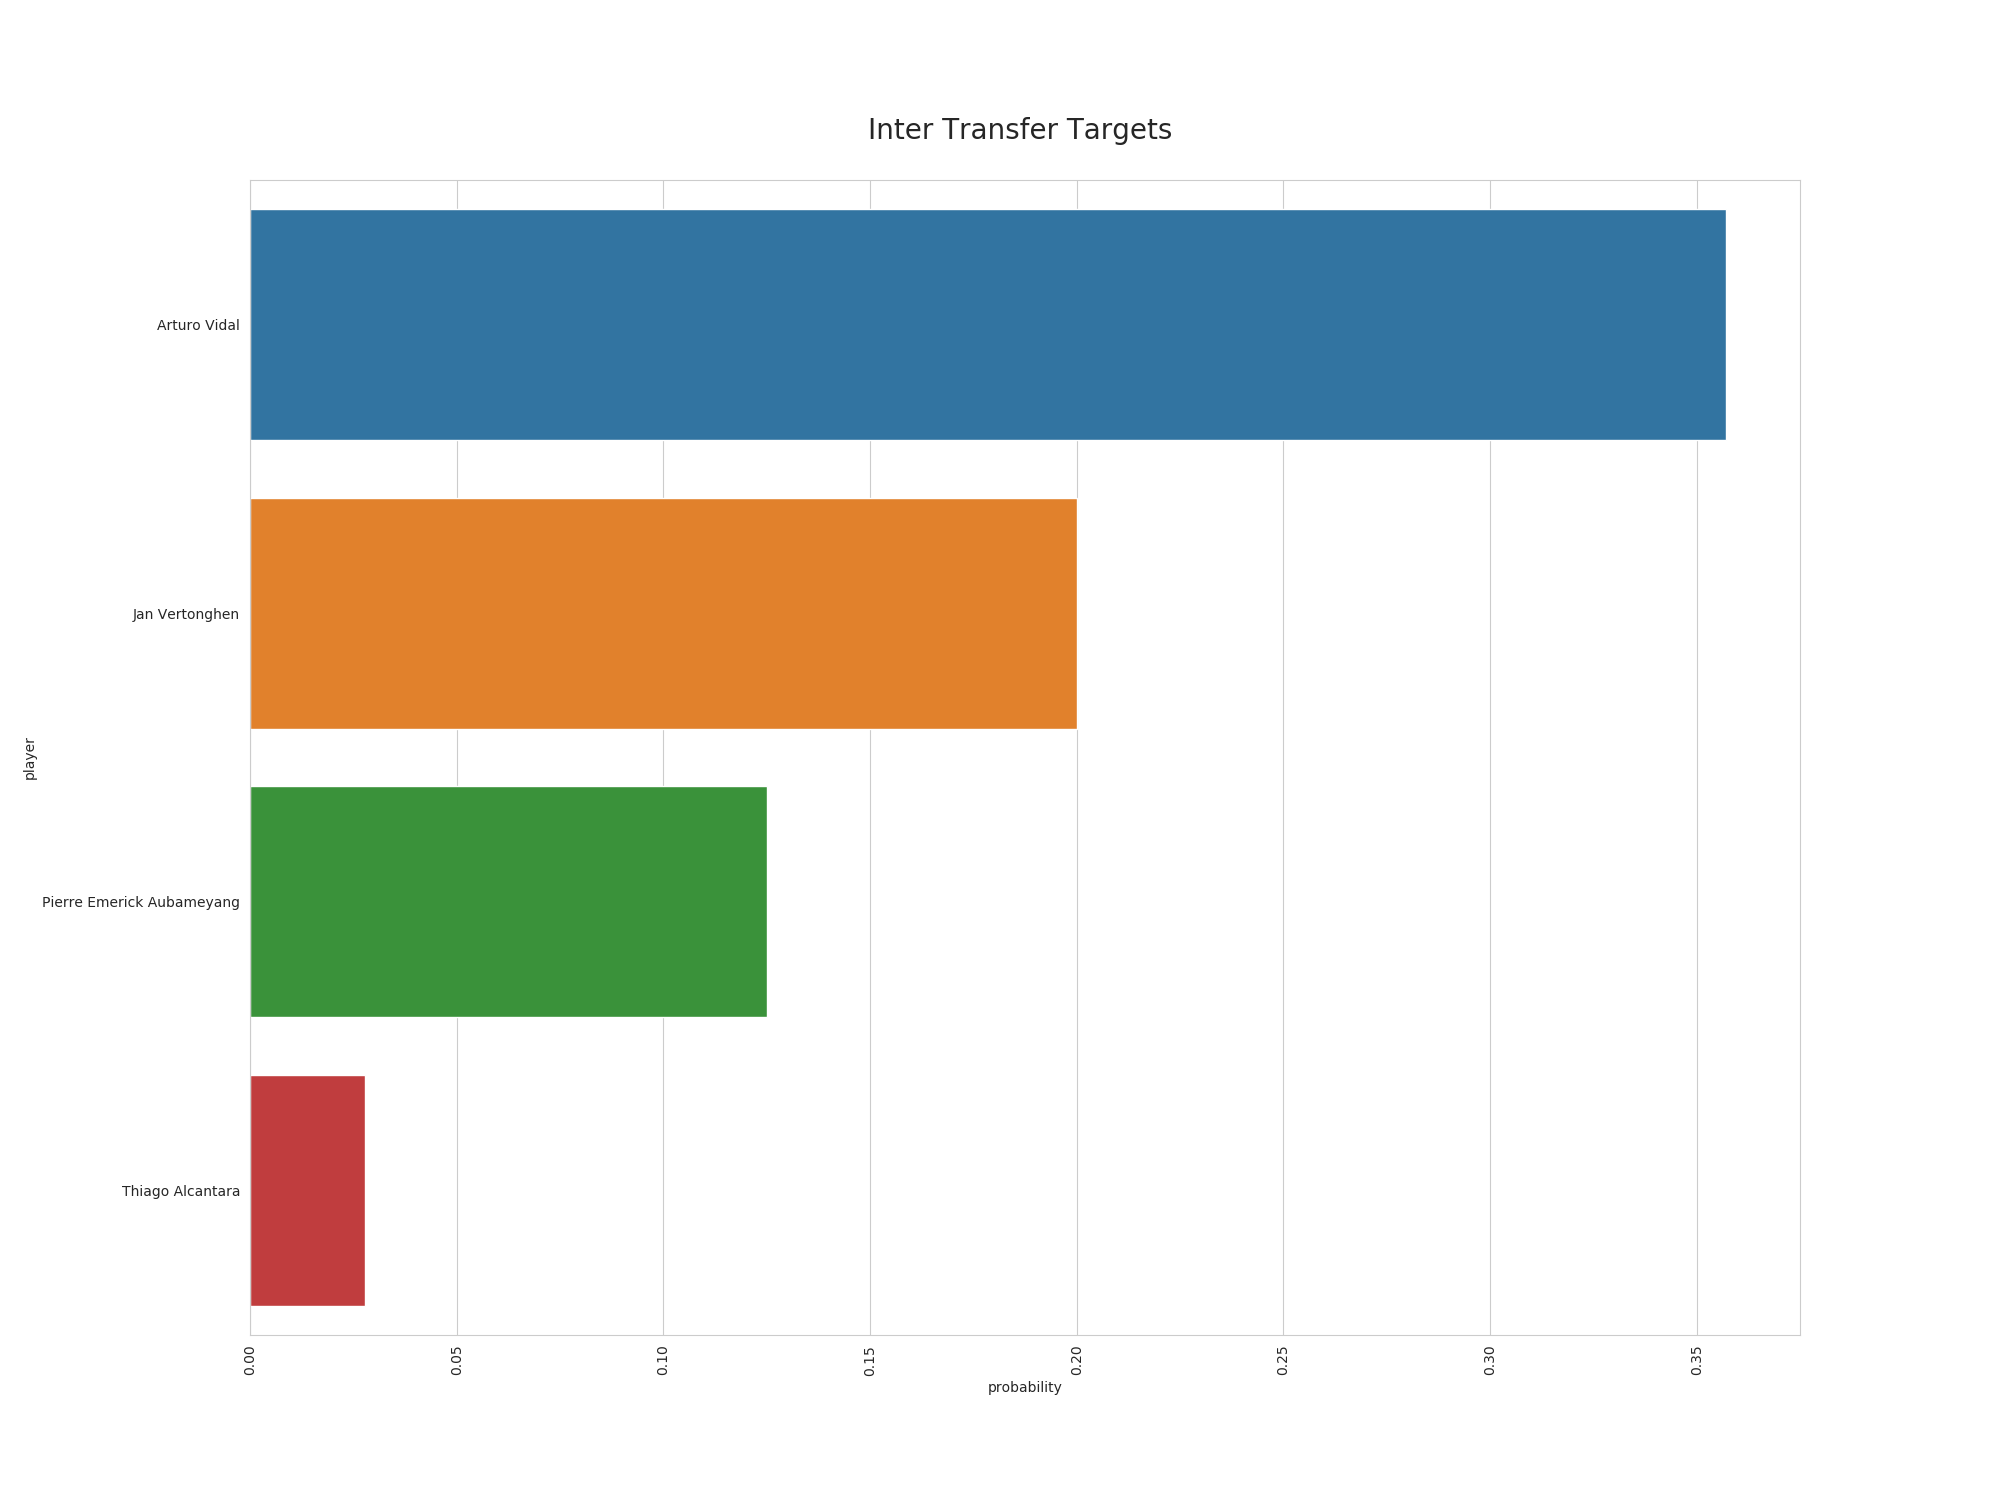 Inter Transfer Targets
Arturo Vidal
Jan Vertonghen
player
Pierre Emerick Aubameyang
Thiago Alcantara
0.00
0.05
0.10
0.15
0.20
0.25
0.30
0.35
probability